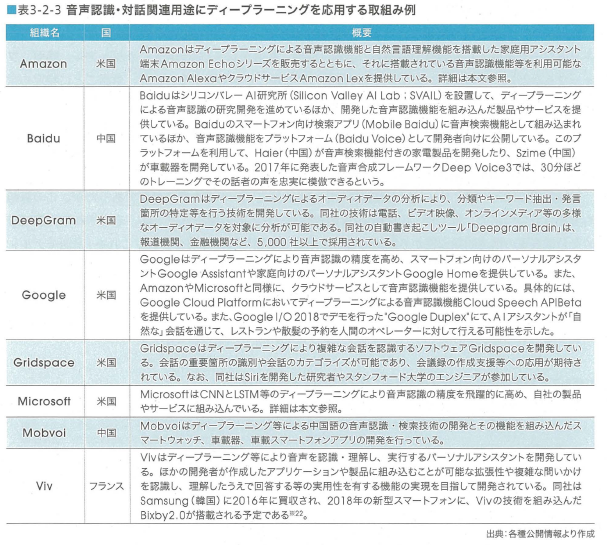 ■表3-2-3 音声認識・対話関連用途にディープラーニングを応用する取組み例
組織名 国 概要
Amazon 米国
Amazonはディープラーニングによる音声認識機能と自然言語理解機能を搭載した家庭用アシスタント
端末Amazon Echoシリーズを販売するとともに、それに搭載されている音声認識機能等を利用可能な
Amazon AlexaやクラウドサービスAmazon Lexを提供している。詳細は本文参照。
Baidu 中国
Baiduはシリコンバレー AI研究所（Silicon Valley AI Lab；SVAIL）を設置して、ディープラーニング
による音声認識の研究開発を進めているほか、開発した音声認識機能を組み込んだ製品やサービスを提
供している。Baiduのスマートフォン向け検索アプリ（Mobile Baidu）に音声検索機能として組み込まれ
ているほか、音声認識機能をプラットフォーム（Baidu Voice）として開発者向けに公開している。このプ
ラットフォームを利用して、Haier（中国）が音声検索機能付きの家電製品を開発したり、Szime（中国）
が車載器を開発している。2017年に発表した音声合成フレームワークDeep Voice3では、30分ほ
どのトレーニングでその話者の声を忠実に模倣できるという。
DeepGram 米国
DeepGramはディープラーニングによるオーディオデータの分析により、分類やキーワード抽出・発言
箇所の特定等を行う技術を開発している。同社の技術は電話、ビデオ映像、オンラインメディア等の多様
なオーディオデータを対象に分析が可能である。同社の自動書き起こしツール「Deepgram Brain」は、
報道機関、金融機関など、5,000社以上で採用されている。
Google 米国
Googleはディープラーニングにより音声認識の精度を高め、スマートフォン向けのパーソナルアシスタ
ントGoogle Assistantや家庭向けのパーソナルアシスタントGoogle Homeを提供している。また、
AmazonやMicrosoftと同様に、クラウドサービスとして音声認識機能を提供している。具体的には、
Google Cloud Platformにおいてディープラーニングによる音声認識機能Cloud Speech APIBeta
を提供している。また、Google I/O 2018でデモを行った"Google Duplex"にて、AIアシスタントが「自
然な」会話を通じて、レストランや散髪の予約を人間のオペレーターに対して行える可能性を示した。
Gridspace 米国
Gridspaceはディープラーニングにより複雑な会話を認識するソフトウェアGridspaceを開発してい
る。会話の重要箇所の識別や会話のカテゴライズが可能であり、会議録の作成支援等への応用が期待さ
れている。なお、同社はSiriを開発した研究者やスタンフォード大学のエンジニアが参加している。
Microsoft 米国
MicrosoftはCNNとLSTM等のディープラーニングにより音声認識の精度を飛躍的に高め、自社の製品
やサービスに組み込んでいる。詳細は本文参照。
Mobvoi 中国
Mobvoiはディープラーニング等による中国語の音声認識・検索技術の開発とその機能を組み込んだス
マートウォッチ、車載器、車載スマートフォンアプリの開発を行っている。
Viv フランス
Vivはディープラーニング等により音声を認識・理解し、実行するパーソナルアシスタントを開発してい
る。ほかの開発者が作成したアプリケーションや製品に組み込むことが可能な拡張性や複雑な問いかけ
を認識し、理解したうえで回答する等の実用性を有する機能の実現を目指して開発されている。同社は
Samsung（韓国）に2016年に買収され、2018年の新型スマートフォンに、Vivの技術を組み込んだ
Bixby2.0が搭載される予定である※22。
出典：各種公開情報より作成